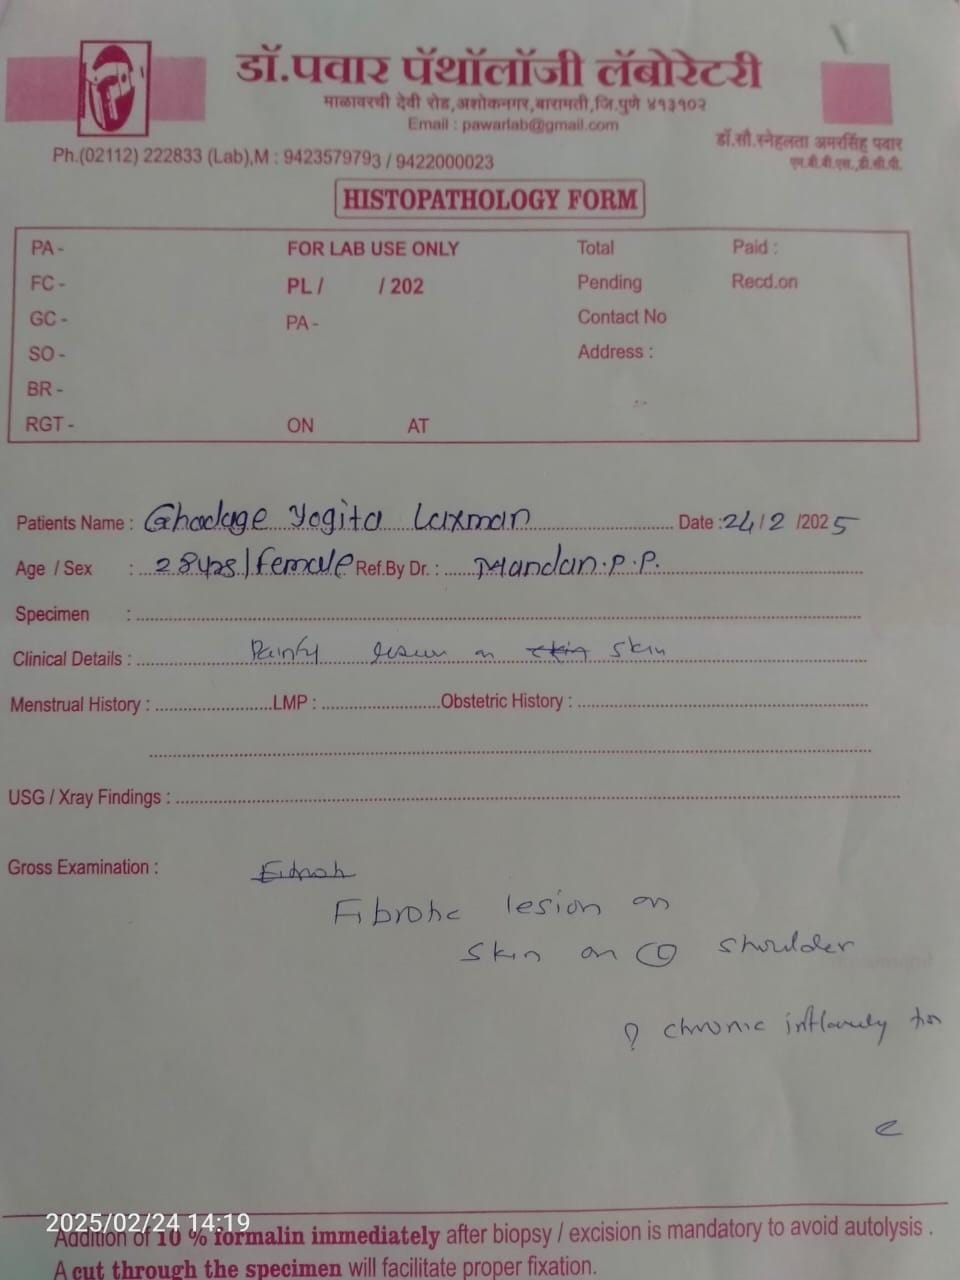 डॉ.पवार पॅथॉलॉजी लॅबोरेटरी
माळावरची देवी रोड,अशोकनगर,बारामती,जि.पुणे ४१३१०२
Email : pawarlab@gmail.com
डॉ.सौ.स्नेहलता अमरसिंह पवार
एम.बी.बी.एस.,डी.सी.पी.
Ph.(02112) 222833 (Lab),M : 9423579793 / 9422000023
HISTOPATHOLOGY FORM
PA - FOR LAB USE ONLY Total Paid :
FC - PL / / 202 Pending Recd.on
GC - PA - Contact No
SO - Address :
BR -
RGT - ON AT
Patients Name : Ghadage Yogita Laxman Date : 24 / 2 / 2025
Age / Sex : 28yrs | female Ref.By Dr. : Mandan.P.P.
Specimen :
Clinical Details : lesion on skin
Menstrual History : LMP : Obstetric History :
USG / Xray Findings :
Gross Examination :
Fibrotic lesion on
skin on shoulder
? chronic
2025/02/24 14:19
Addition of 10 % formalin immediately after biopsy / excision is mandatory to avoid autolysis .
A cut through the specimen will facilitate proper fixation.